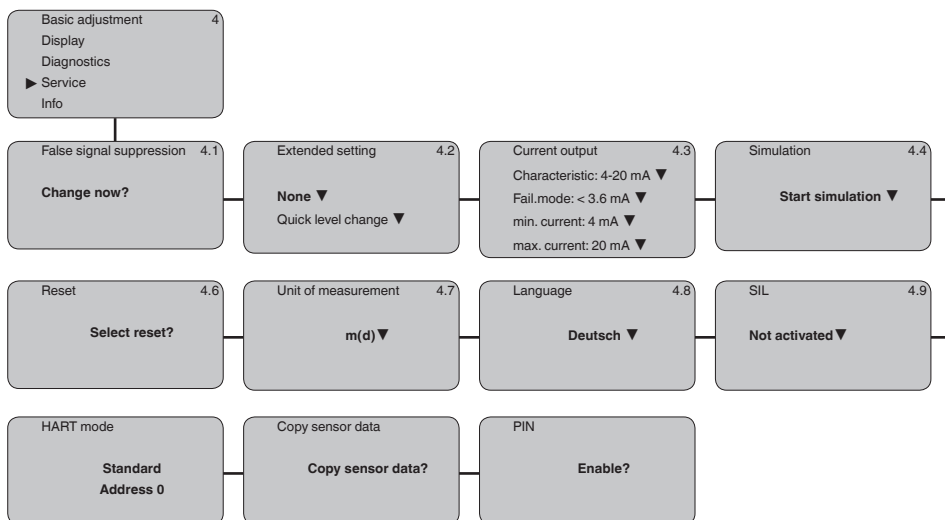 Basic adjustment 4
Display
Diagnostics
▶ Service
Info
False signal suppression 4.1
Change now?
Extended setting 4.2
None ▼
Quick level change ▼
Current output 4.3
Characteristic: 4-20 mA ▼
Fail.mode: < 3.6 mA ▼
min. current: 4 mA ▼
max. current: 20 mA ▼
Simulation 4.4
Start simulation ▼
Reset 4.6
Select reset?
Unit of measurement 4.7
m(d) ▼
Language 4.8
Deutsch ▼
SIL 4.9
Not activated ▼
HART mode
Standard
Address 0
Copy sensor data
Copy sensor data?
PIN
Enable?